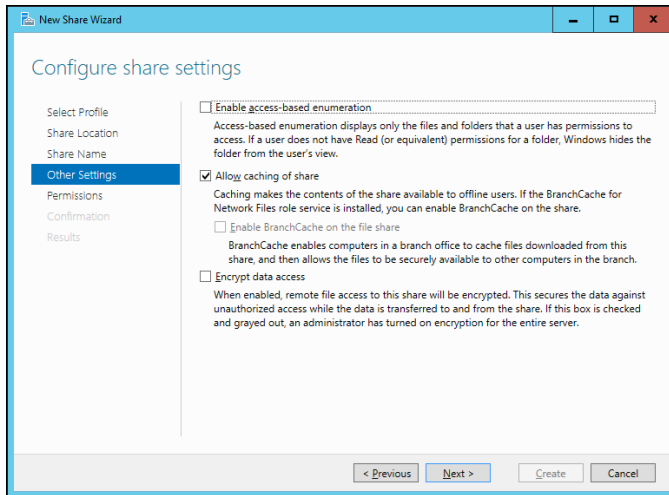 New Share Wizard
Configure share settings
Select Profile
Share Location
Share Name
Other Settings
Permissions
Confirmation
Results
Enable access-based enumeration
Access-based enumeration displays only the files and folders that a user has permissions to
access. If a user does not have Read (or equivalent) permissions for a folder, Windows hides the
folder from the user's view.
Allow caching of share
Caching makes the contents of the share available to offline users. If the BranchCache for
Network Files role service is installed, you can enable BranchCache on the share.
Enable BranchCache on the file share
BranchCache enables computers in a branch office to cache files downloaded from this
share, and then allows the files to be securely available to other computers in the branch.
Encrypt data access
When enabled, remote file access to this share will be encrypted. This secures the data against
unauthorized access while the data is transferred to and from the share. If this box is checked
and grayed out, an administrator has turned on encryption for the entire server.
< Previous Next > Create Cancel